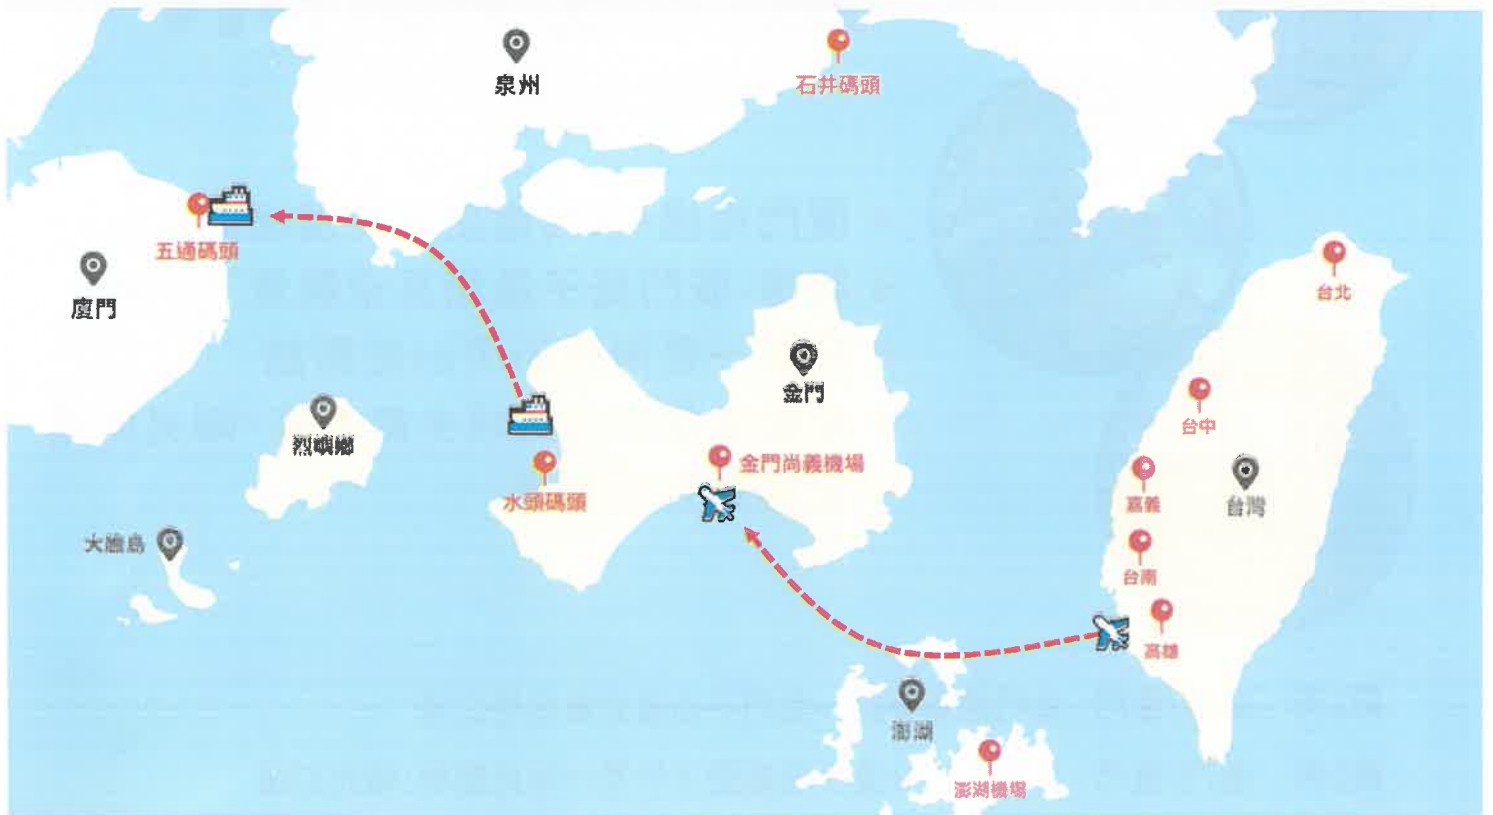 泉州
石井碼頭
五通碼頭
廈門
台北
金門
台中
烈嶼鄉
金門尚義機場
水頭碼頭
嘉義
台灣
大膽島
台南
高雄
澎湖
澎湖機場